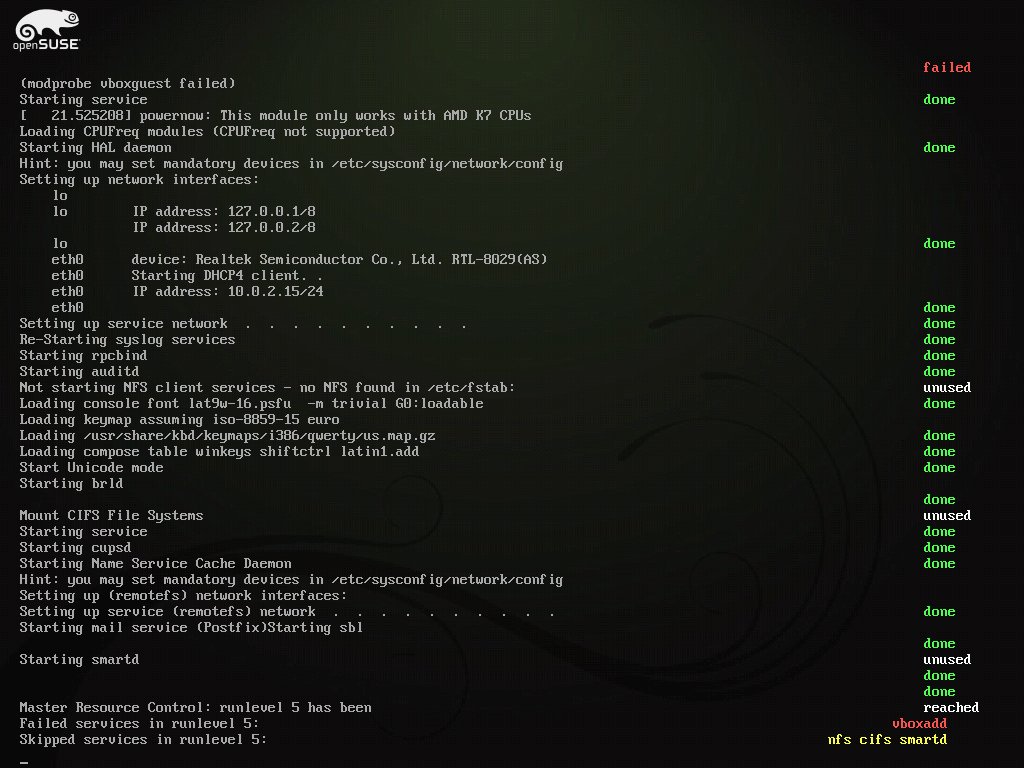 openSUSE
failed
(modprobe vboxguest failed)
Starting service done
[   21.525208] powernow: This module only works with AMD K7 CPUs
Loading CPUFreq modules (CPUFreq not supported)
Starting HAL daemon done
Hint: you may set mandatory devices in /etc/sysconfig/network/config
Setting up network interfaces:
lo
lo IP address: 127.0.0.1/8
IP address: 127.0.0.2/8
lo done
eth0 device: Realtek Semiconductor Co., Ltd. RTL-8029(AS)
eth0 Starting DHCP4 client. .
eth0 IP address: 10.0.2.15/24
eth0 done
Setting up service network . . . . . . . . . . done
Re-Starting syslog services done
Starting rpcbind done
Starting auditd done
Not starting NFS client services - no NFS found in /etc/fstab: unused
Loading console font lat9w-16.psfu  -m trivial G0:loadable done
Loading keymap assuming iso-8859-15 euro
Loading /usr/share/kbd/keymaps/i386/qwerty/us.map.gz done
Loading compose table winkeys shiftctrl latin1.add done
Start Unicode mode done
Starting brld
done
Mount CIFS File Systems unused
Starting service done
Starting cupsd done
Starting Name Service Cache Daemon done
Hint: you may set mandatory devices in /etc/sysconfig/network/config
Setting up (remotefs) network interfaces:
Setting up service (remotefs) network . . . . . . . . . . done
Starting mail service (Postfix)Starting sbl
done
Starting smartd unused
done
done
Master Resource Control: runlevel 5 has been reached
Failed services in runlevel 5: vboxadd
Skipped services in runlevel 5: nfs cifs smartd
_